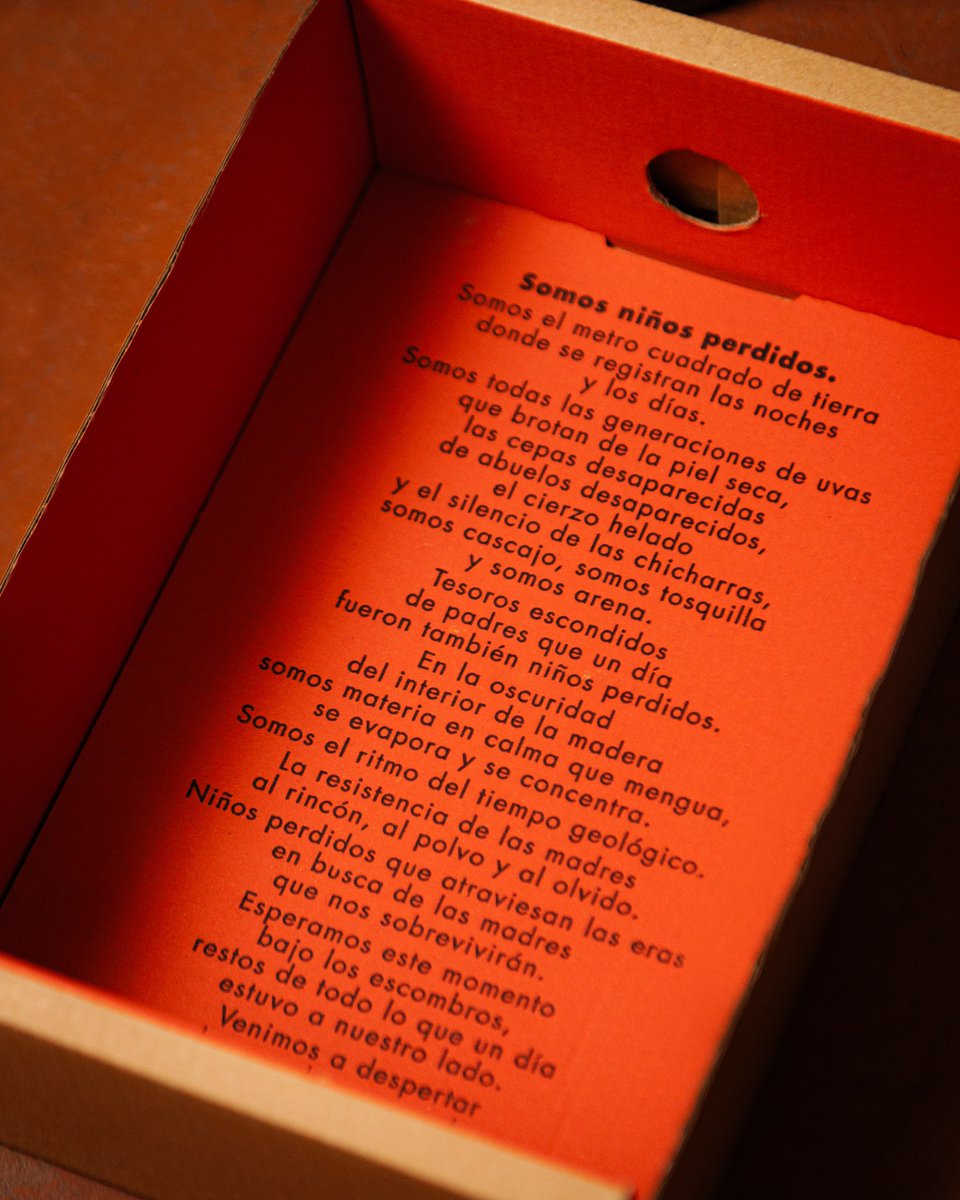 Somos niños perdidos.
Somos el metro cuadrado de tierra
donde se registran las noches
y los días.
Somos todas las generaciones de uvas
que brotan de la piel seca,
las cepas desaparecidas
de abuelos desaparecidos,
el cierzo helado
y el silencio de las chicharras,
somos cascajo, somos tosquilla
y somos arena.
Tesoros escondidos
de padres que un día
fueron también niños perdidos.
En la oscuridad
del interior de la madera
somos materia en calma que mengua,
se evapora y se concentra.
Somos el ritmo del tiempo geológico.
La resistencia de las madres
al rincón, al polvo y al olvido.
Niños perdidos que atraviesan las eras
en busca de las madres
que nos sobrevivirán.
Esperamos este momento
bajo los escombros,
restos de todo lo que un día
estuvo a nuestro lado.
Venimos a despertar